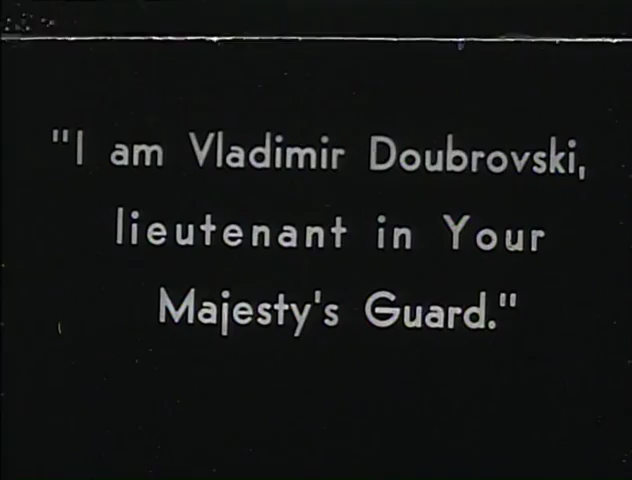 "I am Vladimir Doubrovski,
lieutenant in Your
Majesty's Guard."